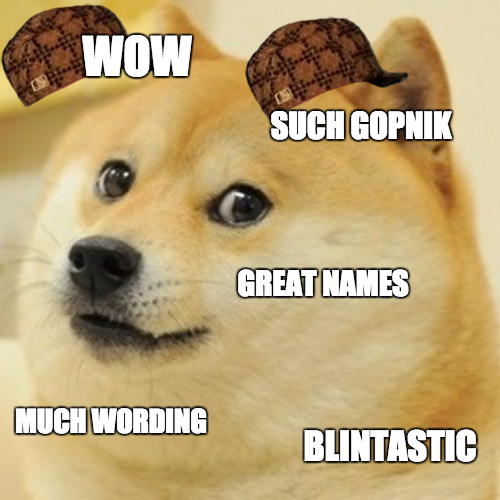 WOW
SUCH GOPNIK
GREAT NAMES
MUCH WORDING
BLINTASTIC